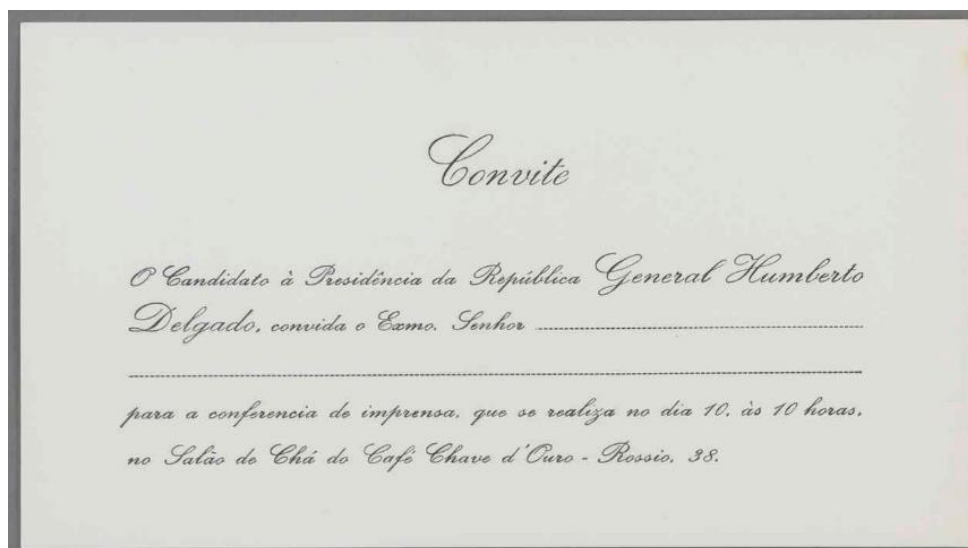 Convite
O Candidato à Presidência da República General Humberto
Delgado, convida o Exmo. Senhor
para a conferencia de imprensa, que se realiza no dia 10, às 10 horas,
no Salão de Chá do Café Chave d'Ouro - Rossio, 38.